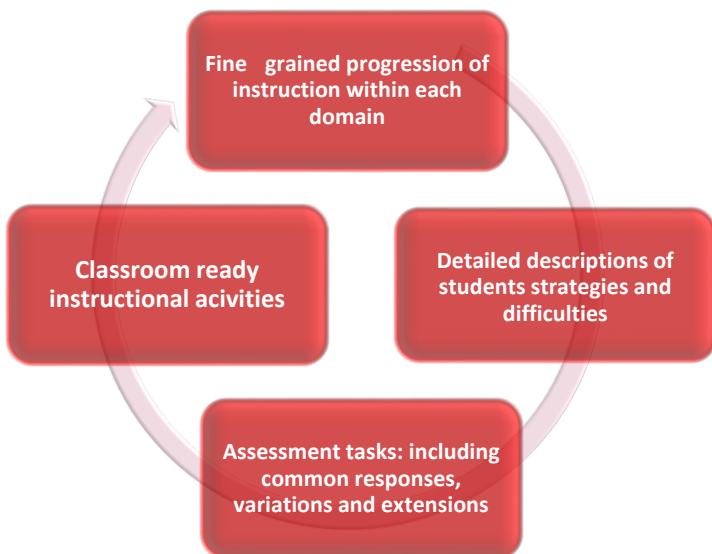 Fine grained progression of
instruction within each
domain
Detailed descriptions of
students strategies and
difficulties
Assessment tasks: including
common responses,
variations and extensions
Classroom ready
instructional acivities